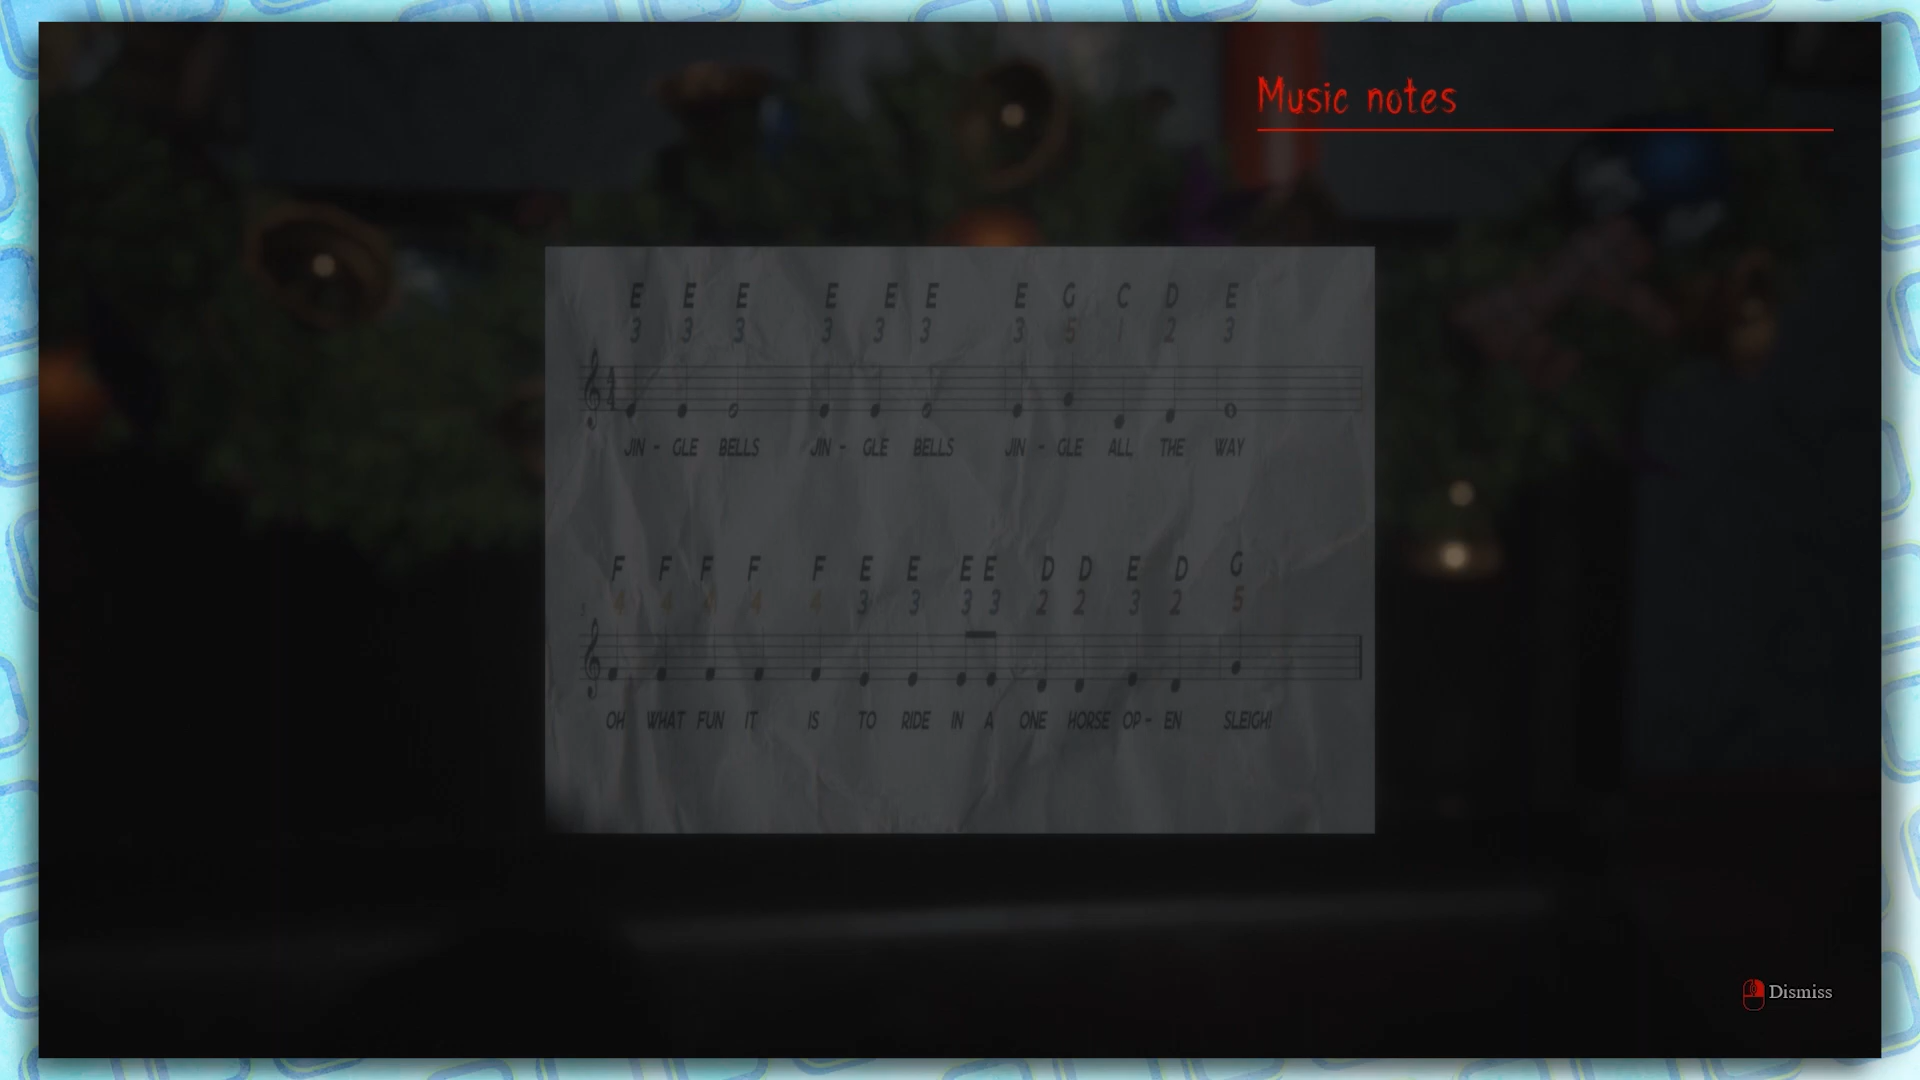 Music notes
E E E E E E E G C D E
3 3 3 3 3 3 3 5 1 2 3
4
4
JIN - GLE BELLS JIN - GLE BELLS JIN - GLE ALL THE WAY
F F F F F E E E E D D E D G
4 4 4 4 4 3 3 3 3 2 2 3 2 5
OH WHAT FUN IT IS TO RIDE IN A ONE HORSE OP - EN SLEIGH!
Dismiss